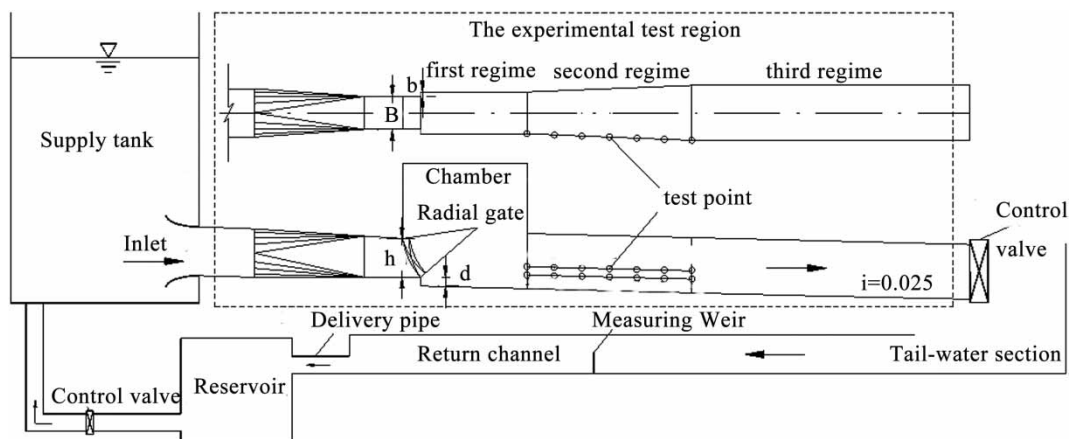 The experimental test region
first regime
second regime
third regime
b
B
Supply tank
Chamber
test point
Radial gate
Control
valve
Inlet
h
d
i=0.025
Delivery pipe
Measuring Weir
Return channel
Tail-water section
Reservoir
Control valve